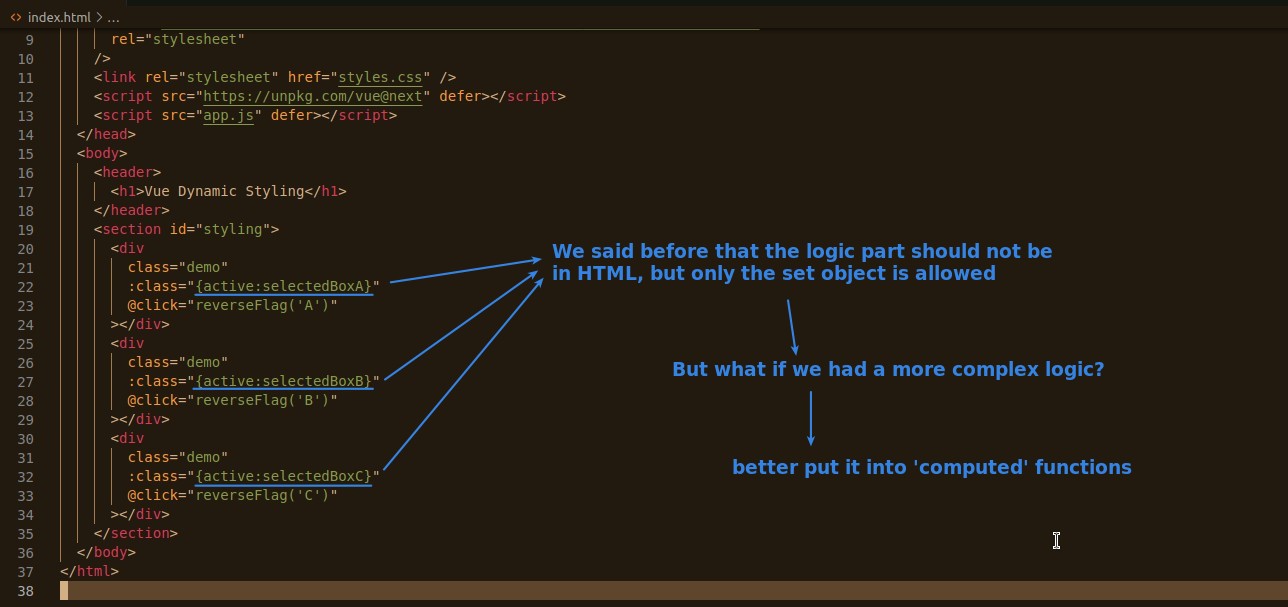 index.html > ...
9 rel="stylesheet"
10 />
11 <link rel="stylesheet" href="styles.css" />
12 <script src="https://unpkg.com/vue@next" defer></script>
13 <script src="app.js" defer></script>
14 </head>
15 <body>
16 <header>
17 <h1>Vue Dynamic Styling</h1>
18 </header>
19 <section id="styling">
20 <div
21 class="demo"
22 :class="{active:selectedBoxA}"
23 @click="reverseFlag('A')"
24 ></div>
25 <div
26 class="demo"
27 :class="{active:selectedBoxB}"
28 @click="reverseFlag('B')"
29 ></div>
30 <div
31 class="demo"
32 :class="{active:selectedBoxC}"
33 @click="reverseFlag('C')"
34 ></div>
35 </section>
36 </body>
37 </html>
38
We said before that the logic part should not be
in HTML, but only the set object is allowed
But what if we had a more complex logic?
better put it into 'computed' functions